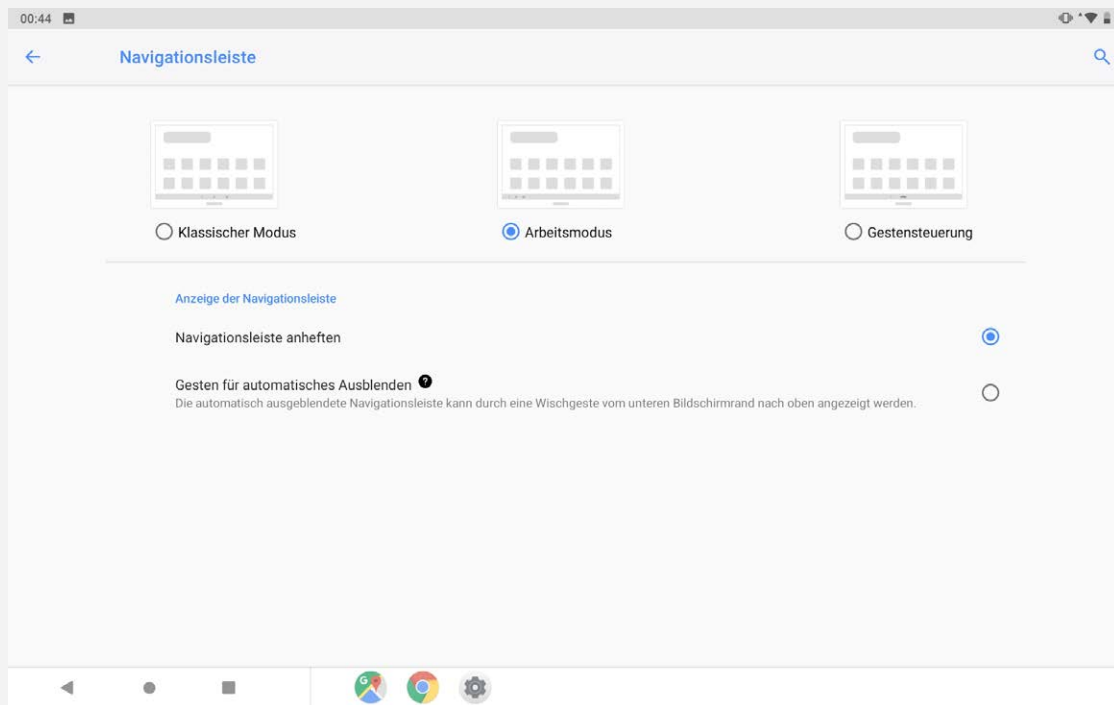 00:44
Navigationsleiste
Klassischer Modus
Arbeitsmodus
Gestensteuerung
Anzeige der Navigationsleiste
Navigationsleiste anheften
Gesten für automatisches Ausblenden ?
Die automatisch ausgeblendete Navigationsleiste kann durch eine Wischgeste vom unteren Bildschirmrand nach oben angezeigt werden.
G